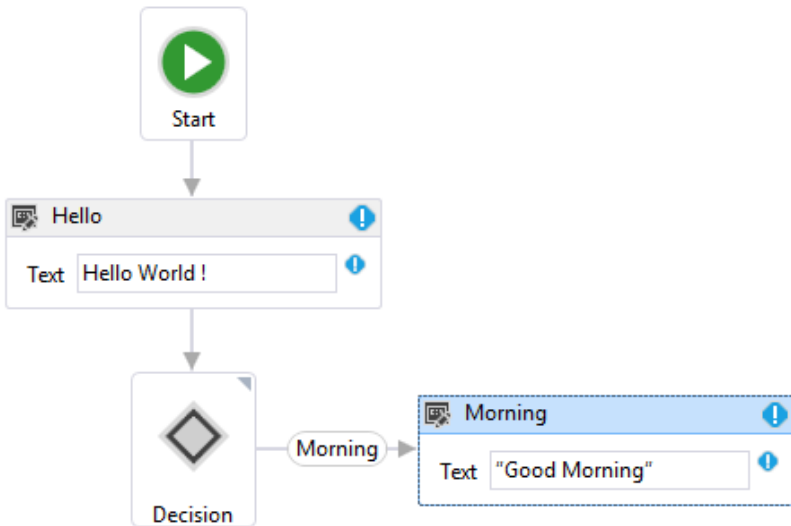 Start
Hello
Text Hello World !
Morning
Morning
Text "Good Morning"
Decision